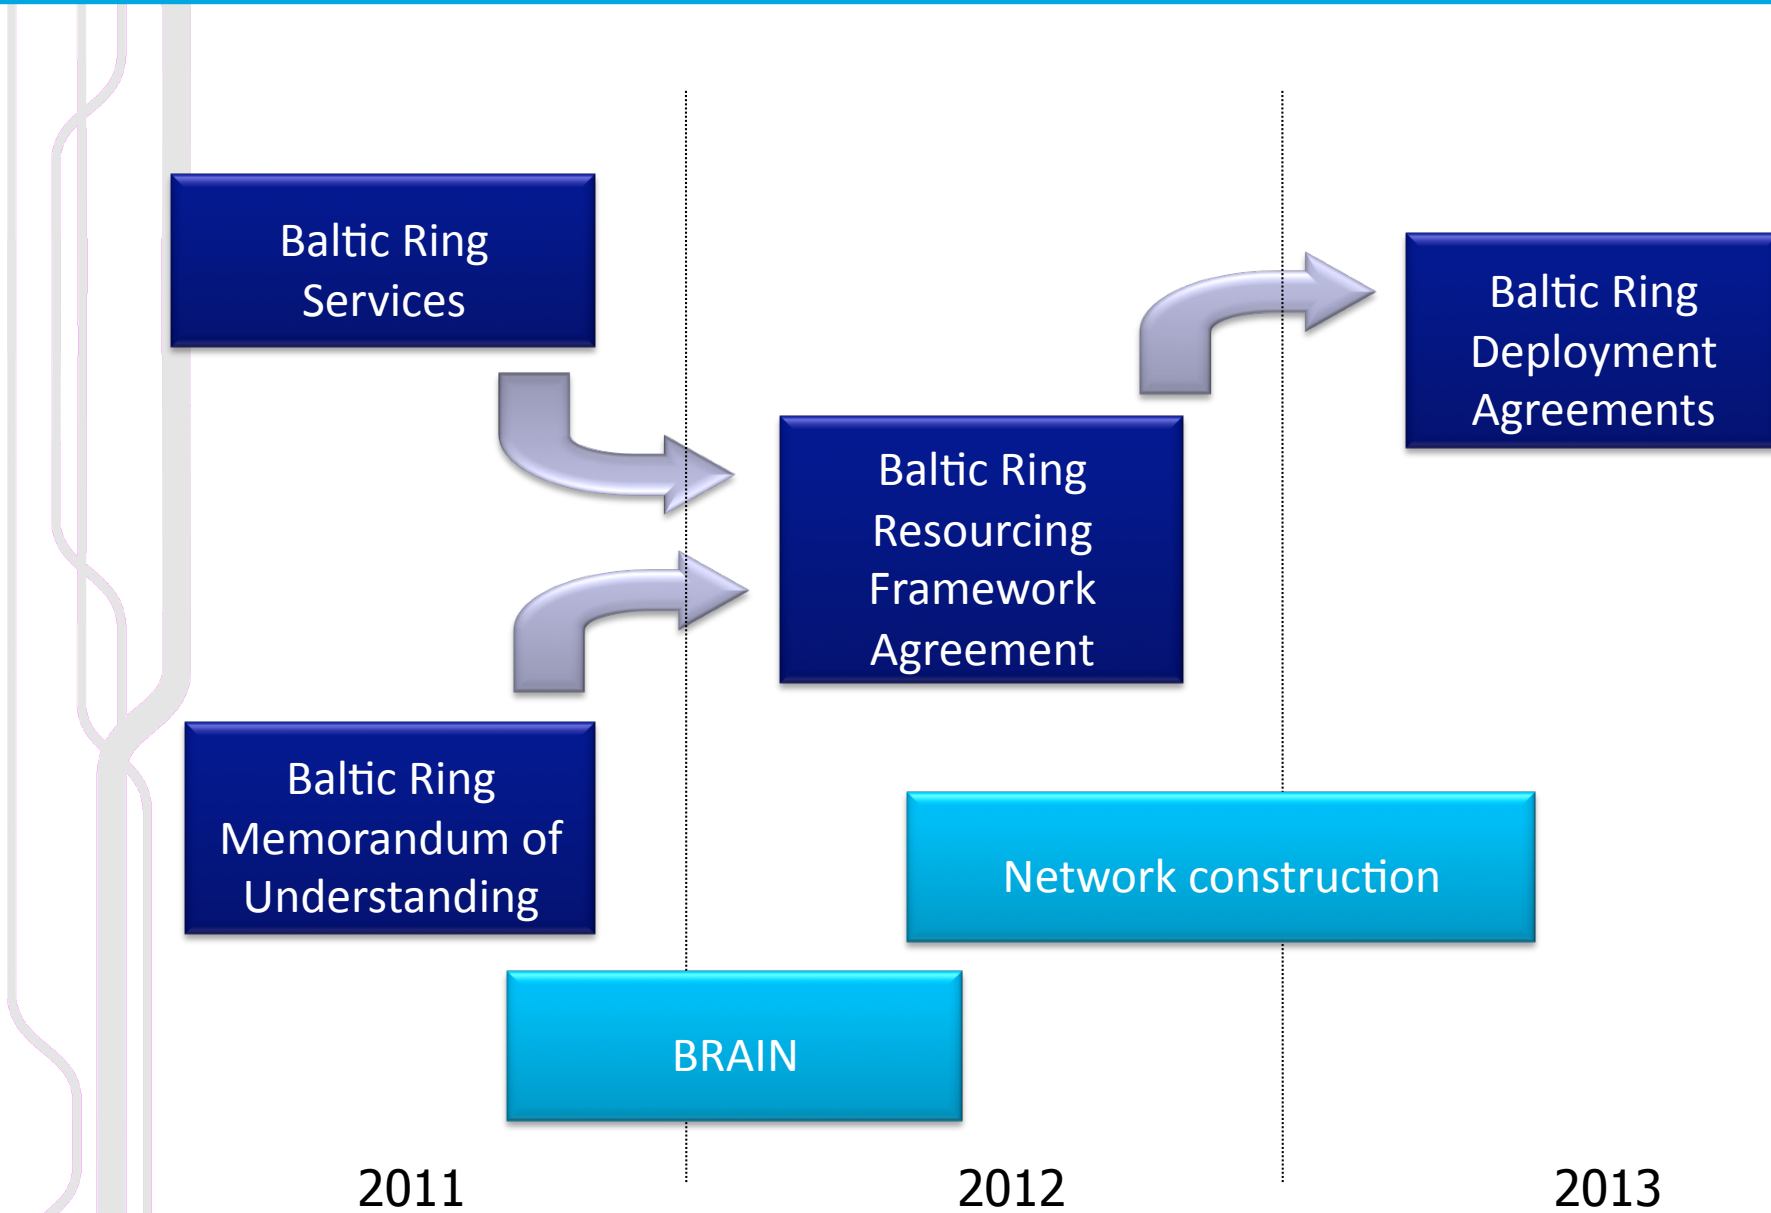 Baltic Ring
Services
Baltic Ring
Deployment
Agreements
Baltic Ring
Resourcing
Framework
Agreement
Baltic Ring
Memorandum of
Understanding
Network construction
BRAIN
2011
2012
2013